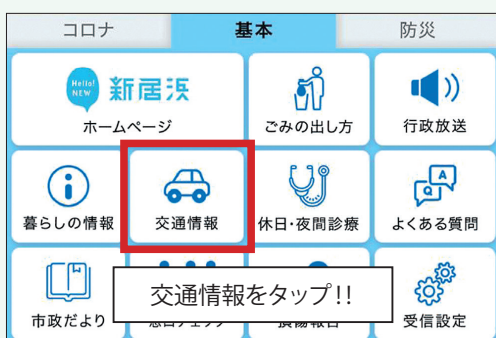 コロナ
基本
防災
Hello!
NEW
新居浜
ホームページ
ごみの出し方
行政放送
暮らしの情報
交通情報
休日・夜間診療
A
Q
よくある質問
交通情報をタップ!!
市政だより
受信設定